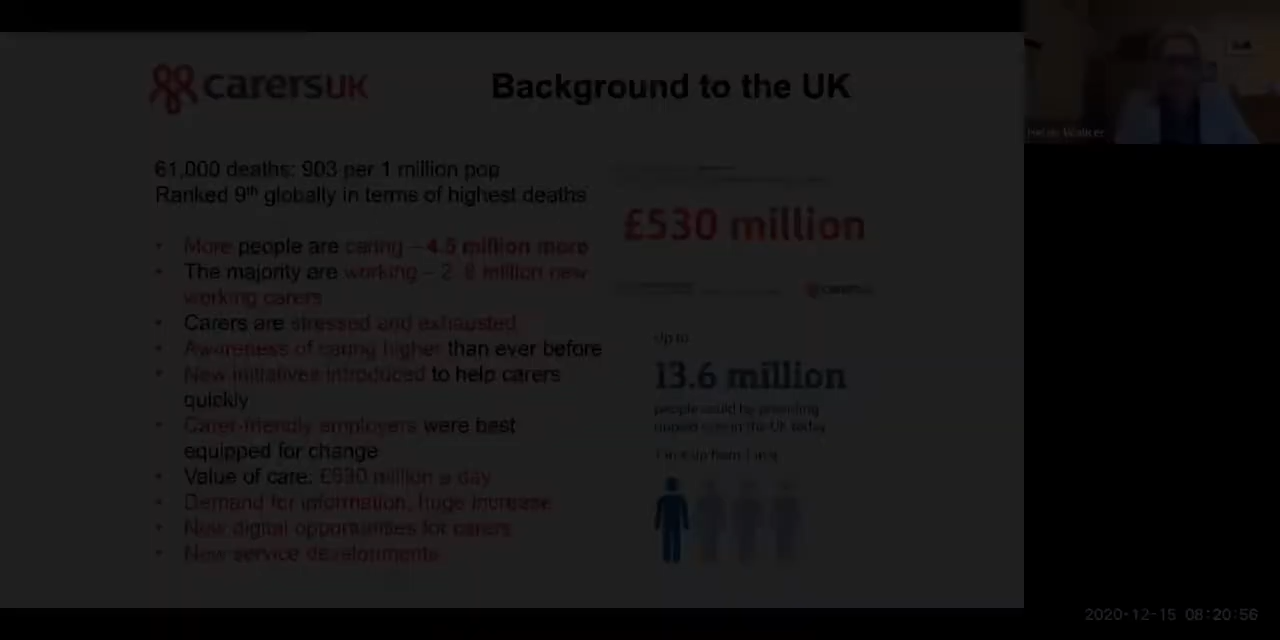 carersUK
Background to the UK
61,000 deaths: 903 per 1 million pop
Ranked 9th globally in terms of highest deaths
• More people are caring – 4.5 million more
• The majority are working – 2.8 million new
working carers
• Carers are stressed and exhausted
• Awareness of caring higher than ever before
• New initiatives introduced to help carers
quickly
• Carer-friendly employers were best
equipped for change
• Value of care: £530 million a day
• Demand for information, huge increase
• New digital opportunities for carers
• New service developments
£530 million
Up to
13.6 million
people could be providing
unpaid care in the UK today
2020-12-15 08:20:56